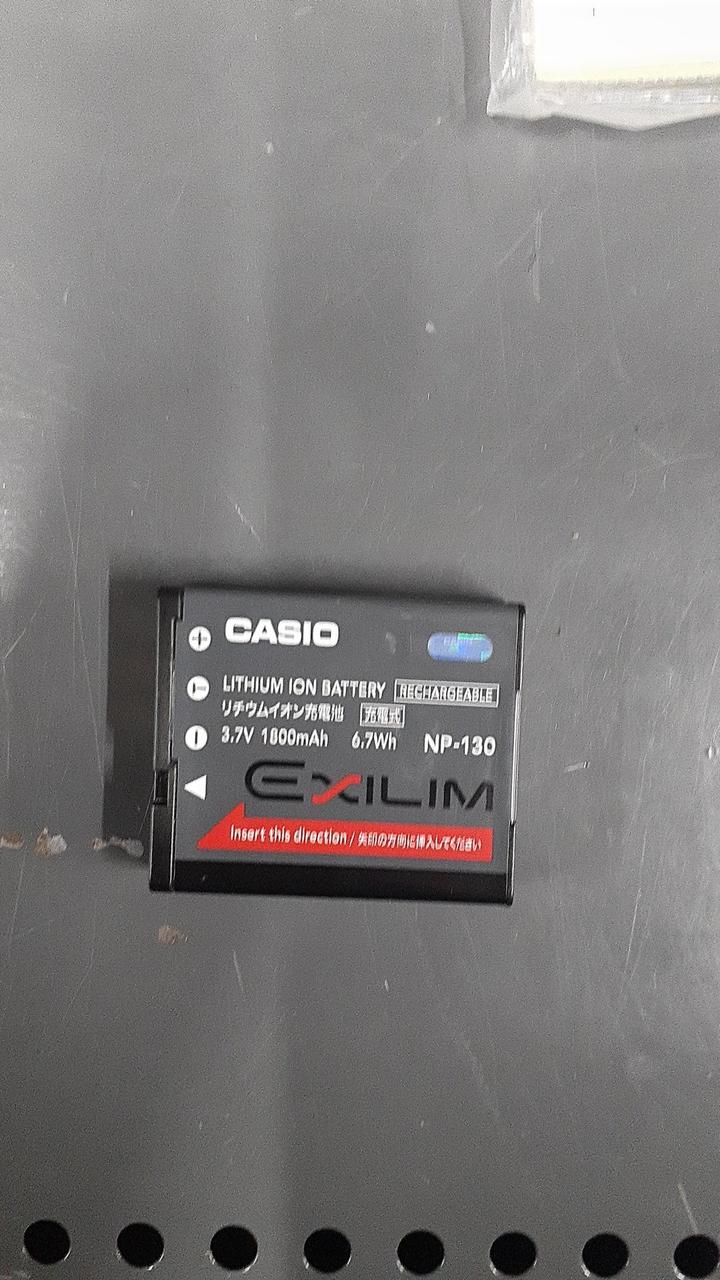 CASIO
LITHIUM ION BATTERY RECHARGEABLE
リチウムイオン充電池 充電式
3.7V 1800mAh 6.7Wh NP-130
EXILIM
Insert this direction / 矢印の方向に挿入してください